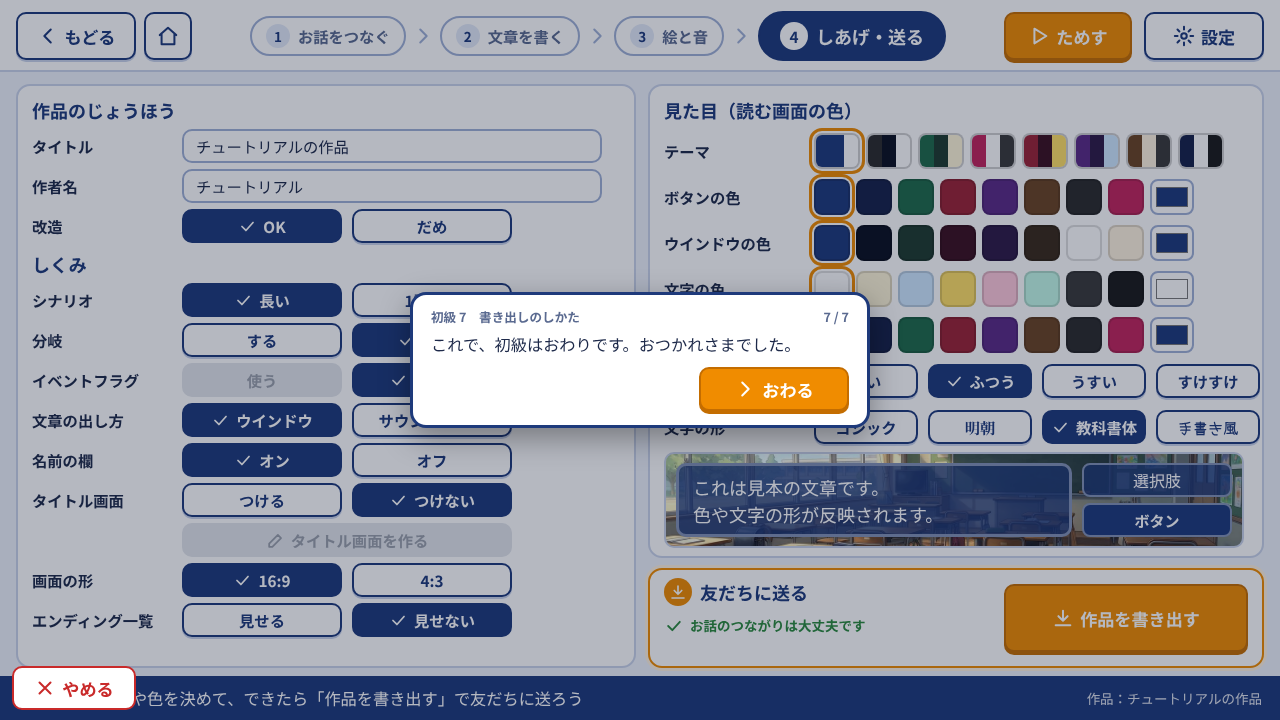 もどる
1 お話をつなぐ
2 文章を書く
3 絵と音
4 しあげ・送る
ためす
設定
作品のじょうほう
タイトル チュートリアルの作品
作者名 チュートリアル
改造 OK だめ
しくみ
シナリオ 長い
分岐 する
イベントフラグ 使う
文章の出し方 ウインドウ
名前の欄 オン オフ
タイトル画面 つける つけない
タイトル画面を作る
画面の形 16:9 4:3
エンディング一覧 見せる 見せない
見た目（読む画面の色）
テーマ
ボタンの色
ウインドウの色
文字の色
ふつう うすい すけすけ
文字の形 ゴシック 明朝 教科書体 手書き風
これは見本の文章です。
色や文字の形が反映されます。
選択肢
ボタン
初級 7 書き出しのしかた 7 / 7
これで、初級はおわりです。おつかれさまでした。
おわる
友だちに送る
お話のつながりは大丈夫です
作品を書き出す
やめる
や色を決めて、できたら「作品を書き出す」で友だちに送ろう
作品：チュートリアルの作品